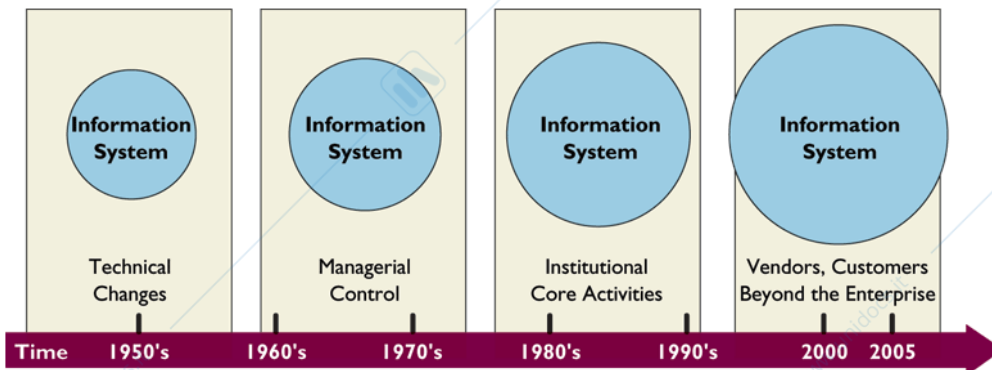 Information
System
Information
System
Information
System
Information
System
Technical
Changes
Managerial
Control
Institutional
Core Activities
Vendors, Customers
Beyond the Enterprise
Time 1950's 1960's 1970's 1980's 1990's 2000 2005